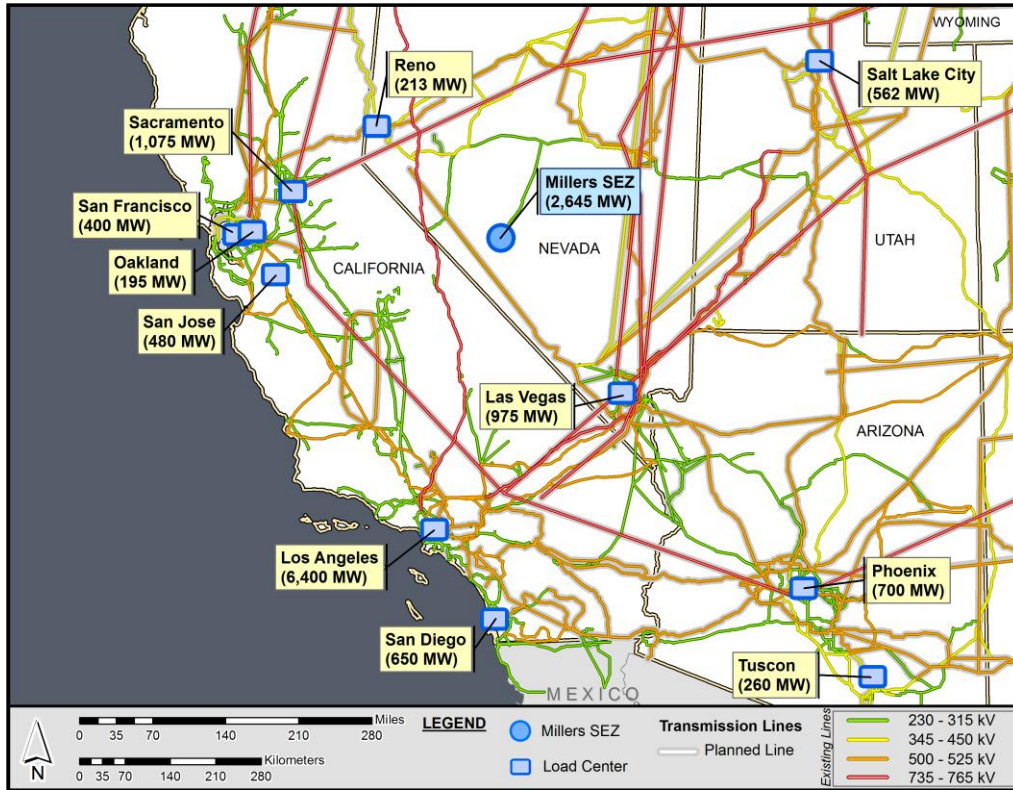 WYOMING
Reno
(213 MW)
Salt Lake City
(562 MW)
Sacramento
(1,075 MW)
Millers SEZ
(2,645 MW)
San Francisco
(400 MW)
NEVADA
UTAH
Oakland
(195 MW)
CALIFORNIA
San Jose
(480 MW)
Las Vegas
(975 MW)
ARIZONA
Los Angeles
(6,400 MW)
Phoenix
(700 MW)
San Diego
(650 MW)
Tuscon
(260 MW)
MEXICO
N
Miles
0 35 70 140 210 280
Kilometers
0 35 70 140 210 280
LEGEND
Millers SEZ
Load Center
Transmission Lines
Planned Line
Existing Lines
230 - 315 kV
345 - 450 kV
500 - 525 kV
735 - 765 kV